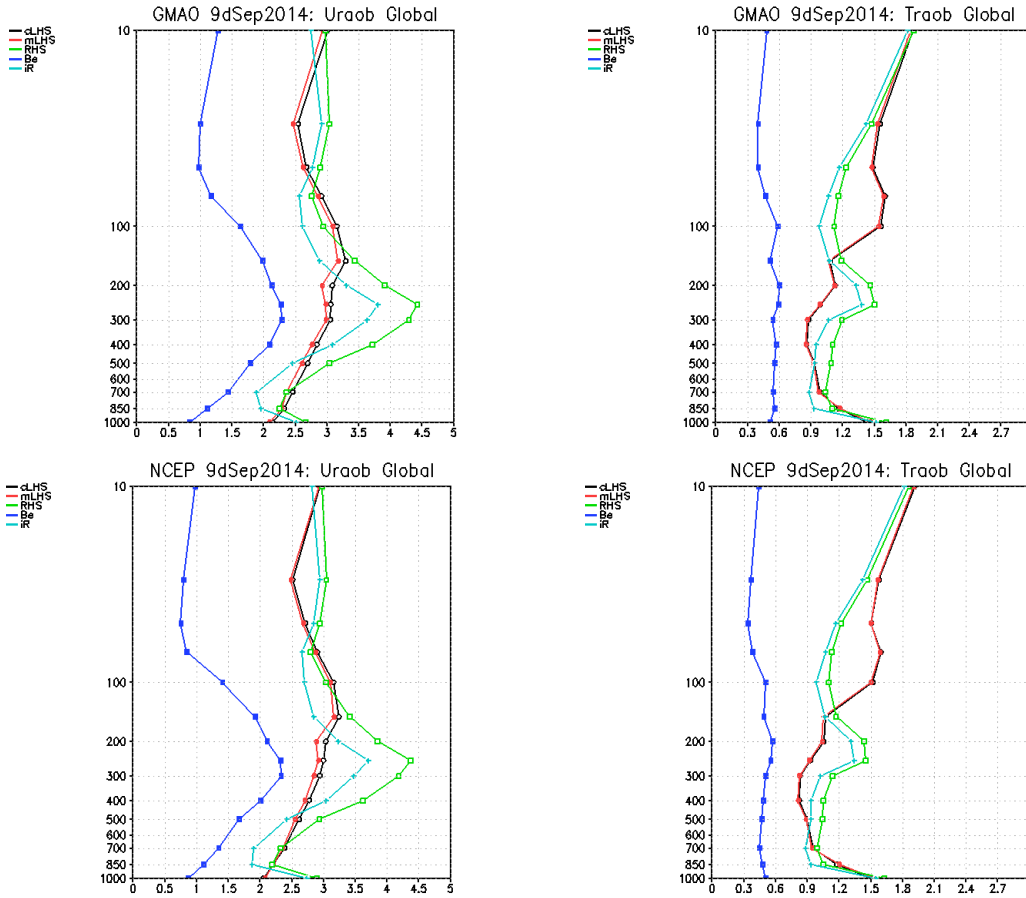 GMAO 9dSep2014: Uraob Global
cLHS
mLHS
RHS
Be
iR
10
100
200
300
400
500
600
700
850
1000
0 0.5 1 1.5 2 2.5 3 3.5 4 4.5 5
GMAO 9dSep2014: Traob Global
cLHS
mLHS
RHS
Be
iR
10
100
200
300
400
500
600
700
850
1000
0 0.3 0.6 0.9 1.2 1.5 1.8 2.1 2.4 2.7
NCEP 9dSep2014: Uraob Global
cLHS
mLHS
RHS
Be
iR
10
100
200
300
400
500
600
700
850
1000
0 0.5 1 1.5 2 2.5 3 3.5 4 4.5 5
NCEP 9dSep2014: Traob Global
cLHS
mLHS
RHS
Be
iR
10
100
200
300
400
500
600
700
850
1000
0 0.3 0.6 0.9 1.2 1.5 1.8 2.1 2.4 2.7